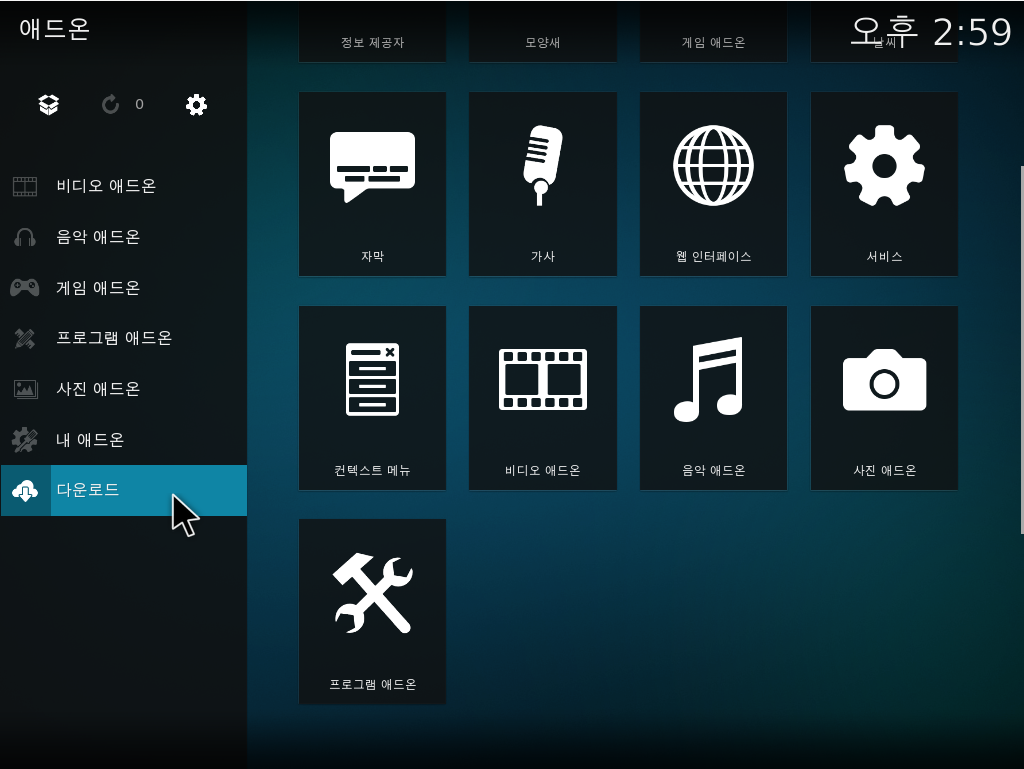 애드온
오후 2:59
0
비디오 애드온
음악 애드온
게임 애드온
프로그램 애드온
사진 애드온
내 애드온
다운로드
정보 제공자
모양새
게임 애드온
날씨
자막
가사
웹 인터페이스
서비스
컨텍스트 메뉴
비디오 애드온
음악 애드온
사진 애드온
프로그램 애드온